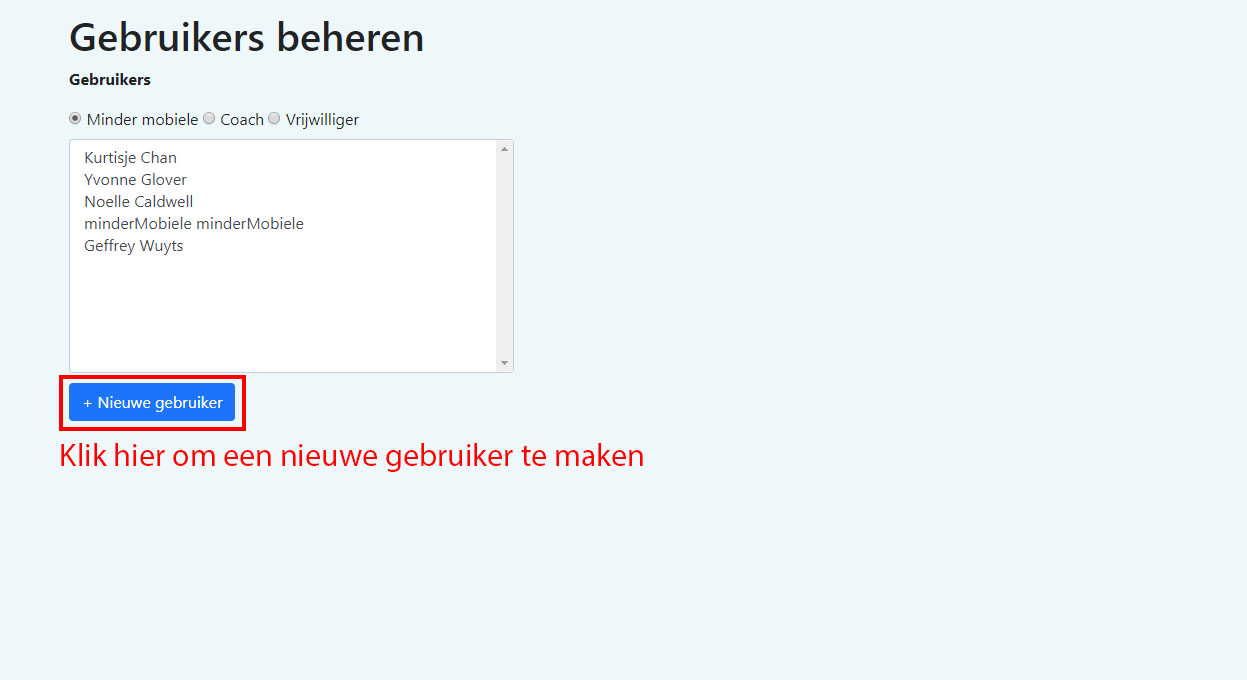 Gebruikers beheren
Gebruikers
Minder mobiele Coach Vrijwilliger
Kurtisje Chan
Yvonne Glover
Noelle Caldwell
minderMobiele minderMobiele
Geffrey Wuyts
+ Nieuwe gebruiker
Klik hier om een nieuwe gebruiker te maken